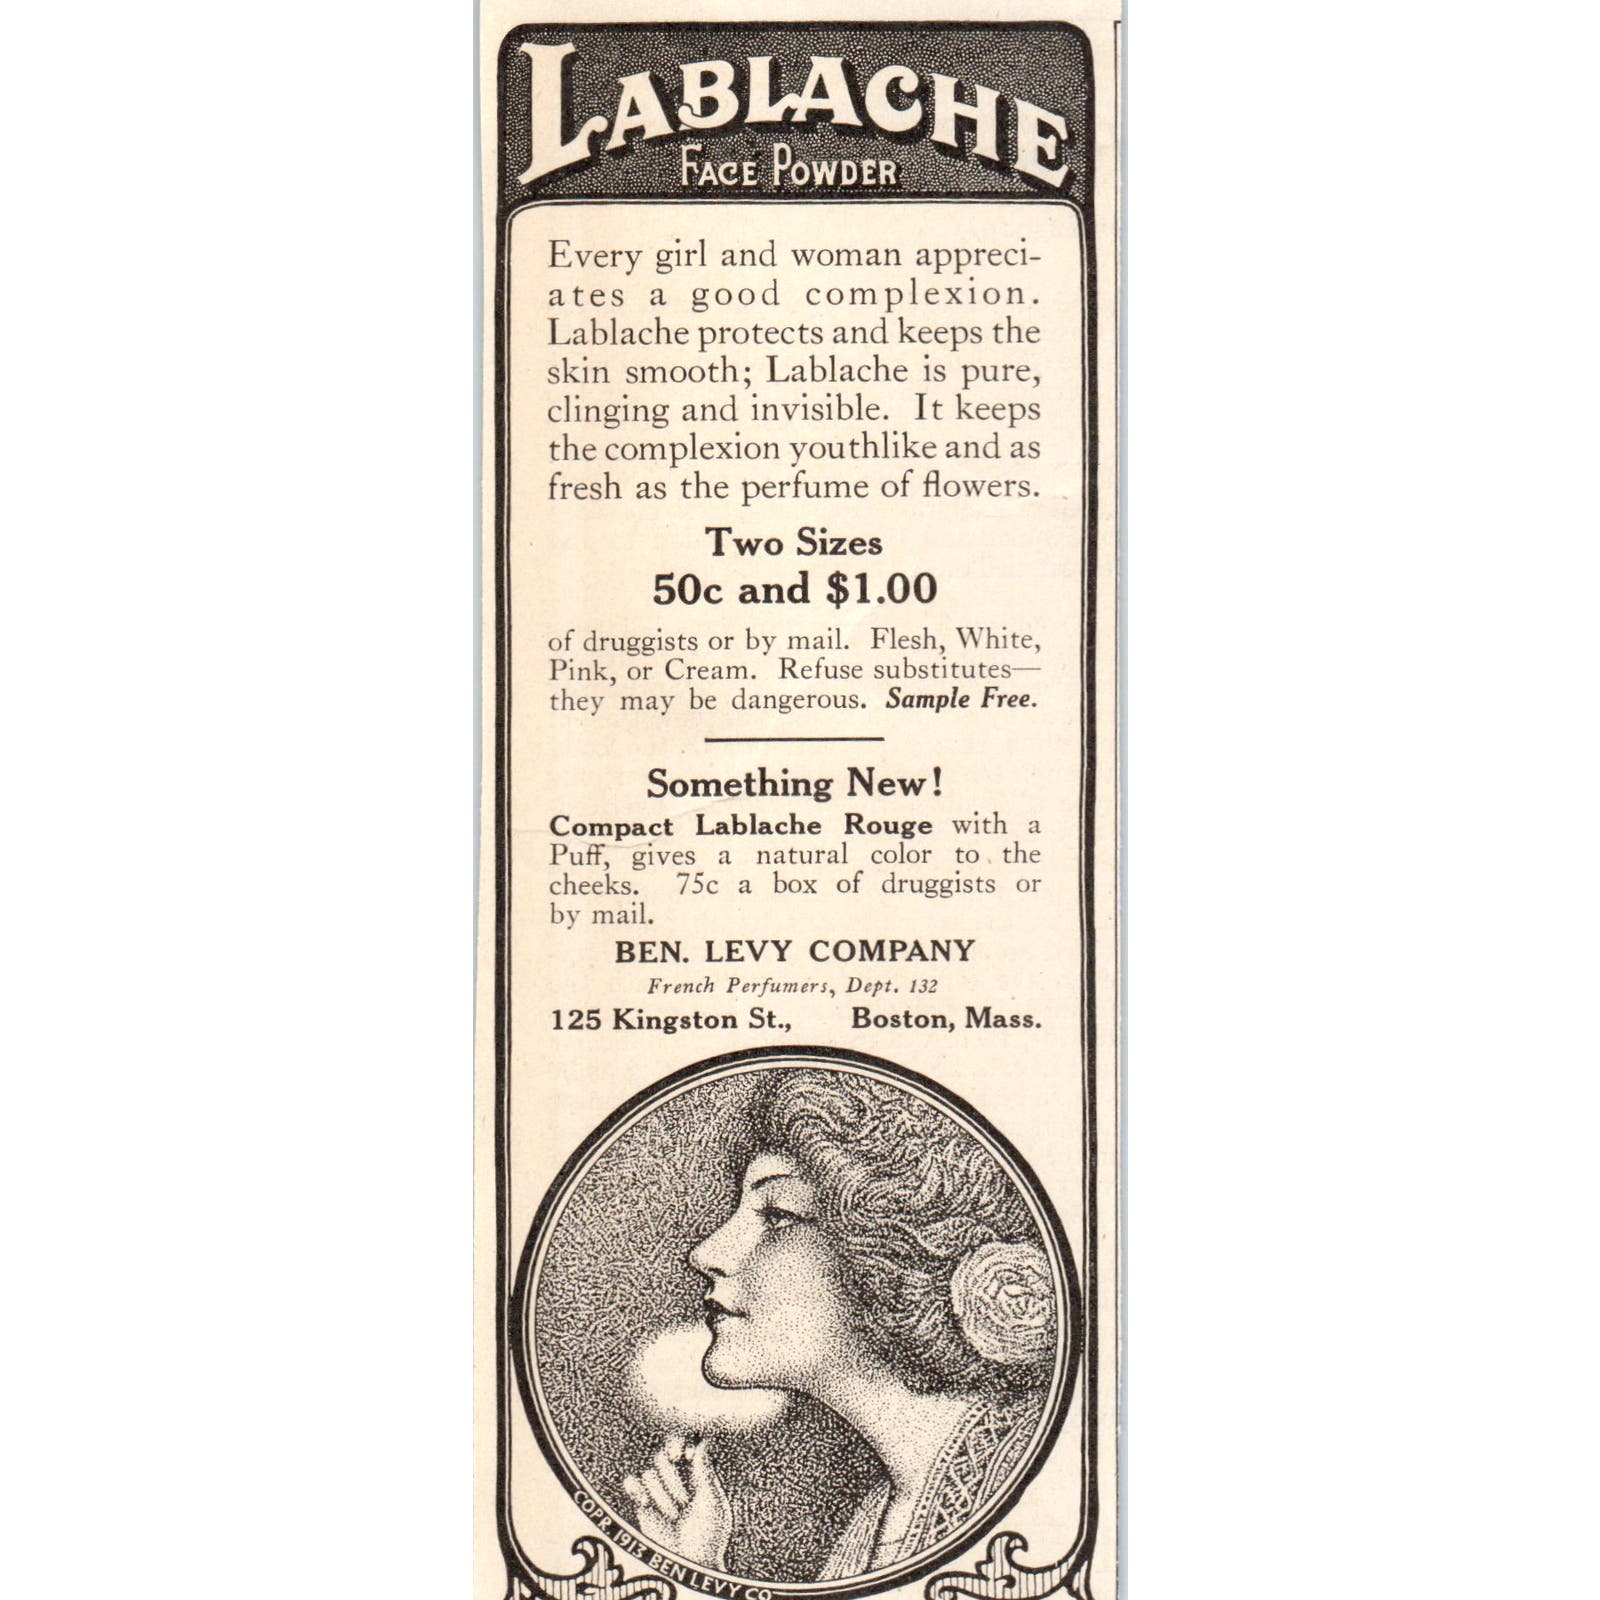 LABLACHE
FACE POWDER
Every girl and woman appreci-
ates a good complexion.
Lablache protects and keeps the
skin smooth; Lablache is pure,
clinging and invisible. It keeps
the complexion youthlike and as
fresh as the perfume of flowers.
Two Sizes
50c and $1.00
of druggists or by mail. Flesh, White,
Pink, or Cream. Refuse substitutes—
they may be dangerous. Sample Free.
Something New!
Compact Lablache Rouge with a
Puff, gives a natural color to the
cheeks. 75c a box of druggists or
by mail.
BEN. LEVY COMPANY
French Perfumers, Dept. 132
125 Kingston St., Boston, Mass.
COPR. 1913 BEN LEVY CO